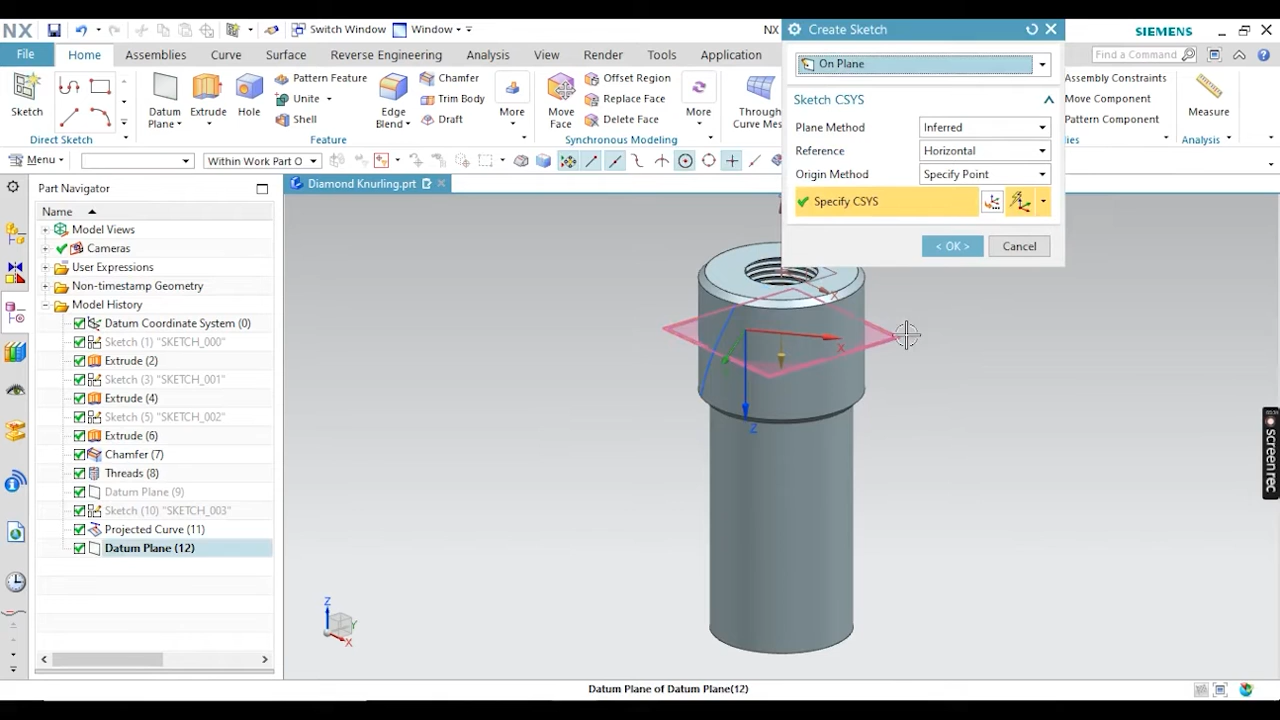 NX
Switch Window
Window
NX
SIEMENS
File
Home
Assemblies
Curve
Surface
Reverse Engineering
Analysis
View
Render
Tools
Application
Find a Command
Sketch
Direct Sketch
Datum
Plane
Extrude
Hole
Pattern Feature
Unite
Shell
Edge
Blend
Chamfer
Trim Body
Draft
More
Feature
Move
Face
Offset Region
Replace Face
Delete Face
More
Synchronous Modeling
Through
Curve Mes
Assembly Constraints
Move Component
Pattern Component
Assemblies
Measure
Analysis
Menu
Within Work Part O
Create Sketch
On Plane
Sketch CSYS
Plane Method
Inferred
Reference
Horizontal
Origin Method
Specify Point
Specify CSYS
< OK >
Cancel
Part Navigator
Diamond Knurling.prt
Name
Model Views
Cameras
User Expressions
Non-timestamp Geometry
Model History
Datum Coordinate System (0)
Sketch (1) "SKETCH_000"
Extrude (2)
Sketch (3) "SKETCH_001"
Extrude (4)
Sketch (5) "SKETCH_002"
Extrude (6)
Chamfer (7)
Threads (8)
Datum Plane (9)
Sketch (10) "SKETCH_003"
Projected Curve (11)
Datum Plane (12)
X
X
Z
Z
Y
X
screenrec
Datum Plane of Datum Plane(12)